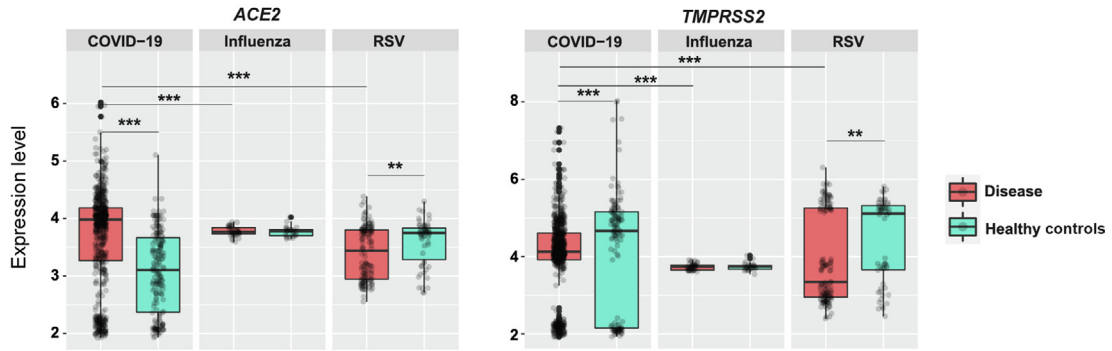 ACE2
COVID−19 Influenza RSV
Expression level
6
5
4
3
2
***
***
***
**
TMPRSS2
COVID−19 Influenza RSV
8
6
4
2
***
***
***
**
Disease
Healthy controls